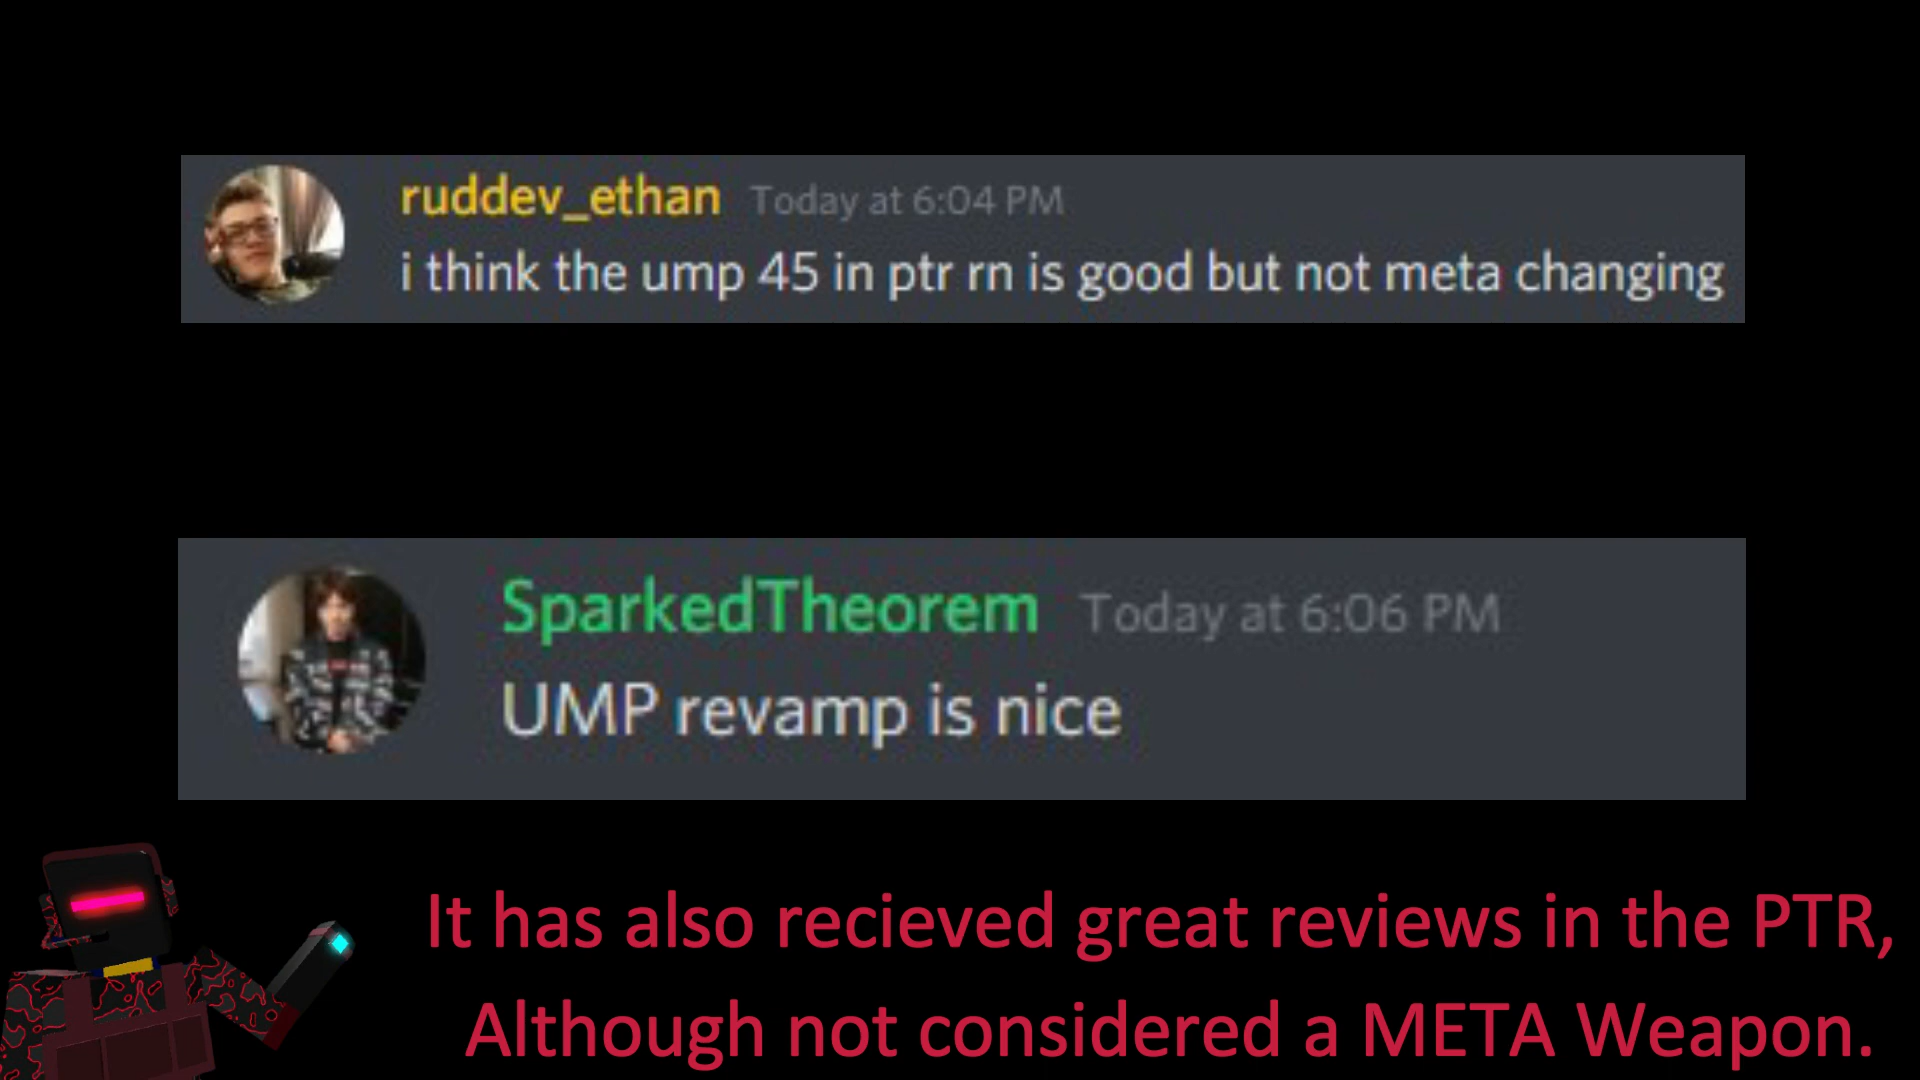 ruddev_ethan Today at 6:04 PM
i think the ump 45 in ptr rn is good but not meta changing
SparkedTheorem Today at 6:06 PM
UMP revamp is nice
It has also recieved great reviews in the PTR,
Although not considered a META Weapon.